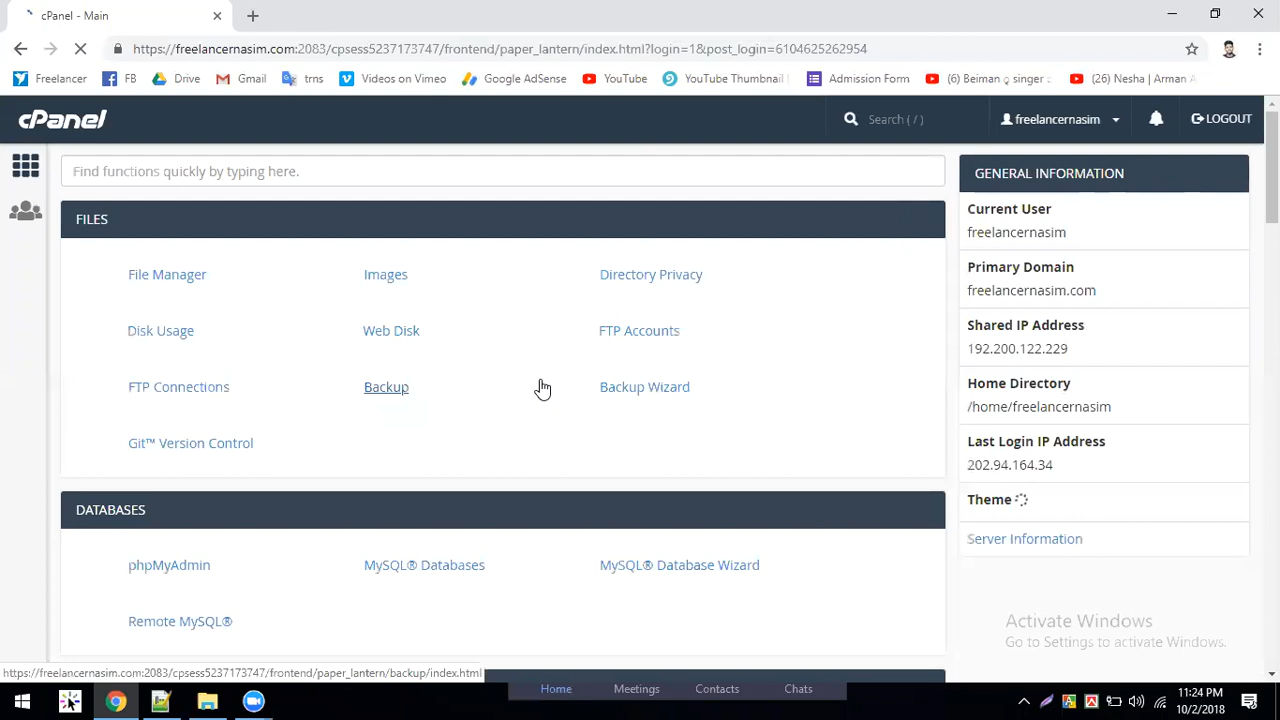 cPanel - Main
https://freelancernasim.com:2083/cpsess5237173747/frontend/paper_lantern/index.html?login=1&post_login=6104625262954
Freelancer
FB
Drive
Gmail
trns
Videos on Vimeo
Google AdSense
YouTube
YouTube Thumbnail
Admission Form
(6) Beiman q singer
(26) Nesha | Arman A
cPanel
Search ( / )
freelancernasim
LOGOUT
Find functions quickly by typing here.
FILES
File Manager
Images
Directory Privacy
Disk Usage
Web Disk
FTP Accounts
FTP Connections
Backup
Backup Wizard
Git™ Version Control
DATABASES
phpMyAdmin
MySQL® Databases
MySQL® Database Wizard
Remote MySQL®
GENERAL INFORMATION
Current User
freelancernasim
Primary Domain
freelancernasim.com
Shared IP Address
192.200.122.229
Home Directory
/home/freelancernasim
Last Login IP Address
202.94.164.34
Theme
Server Information
Activate Windows
Go to Settings to activate Windows.
https://freelancernasim.com:2083/cpsess5237173747/frontend/paper_lantern/backup/index.html
Home
Meetings
Contacts
Chats
11:24 PM
10/2/2018